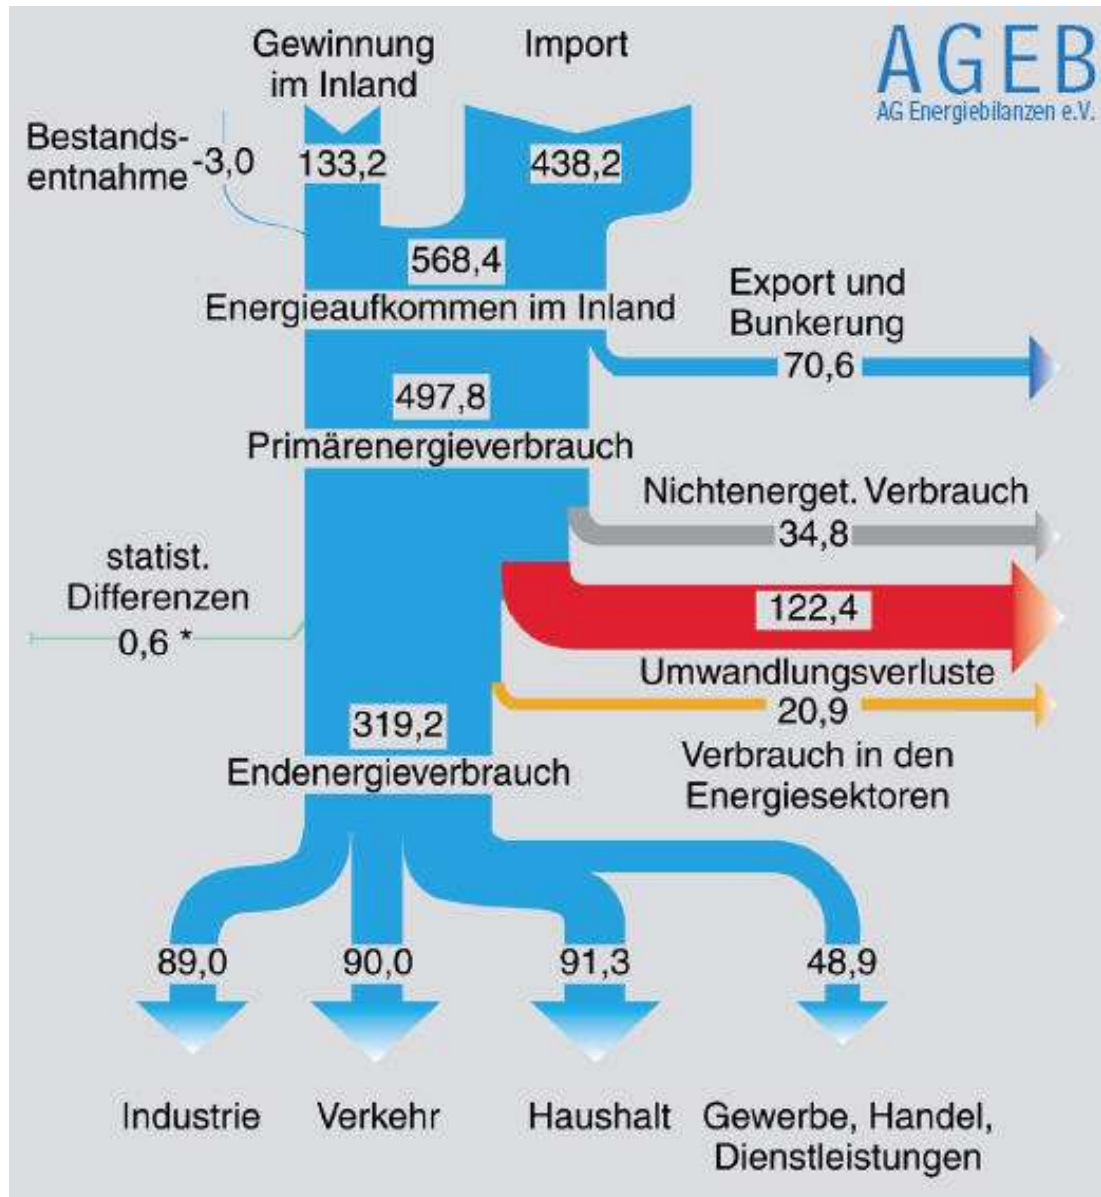 Gewinnung
im Inland
Import
AGEB
AG Energiebilanzen e.V.
Bestands-
entnahme
-3,0
133,2
438,2
568,4
Energieaufkommen im Inland
Export und
Bunkerung
70,6
497,8
Primärenergieverbrauch
Nichtenerget. Verbrauch
34,8
statist.
Differenzen
0,6 *
122,4
Umwandlungsverluste
20,9
Verbrauch in den
Energiesektoren
319,2
Endenergieverbrauch
89,0
90,0
91,3
48,9
Industrie
Verkehr
Haushalt
Gewerbe, Handel,
Dienstleistungen